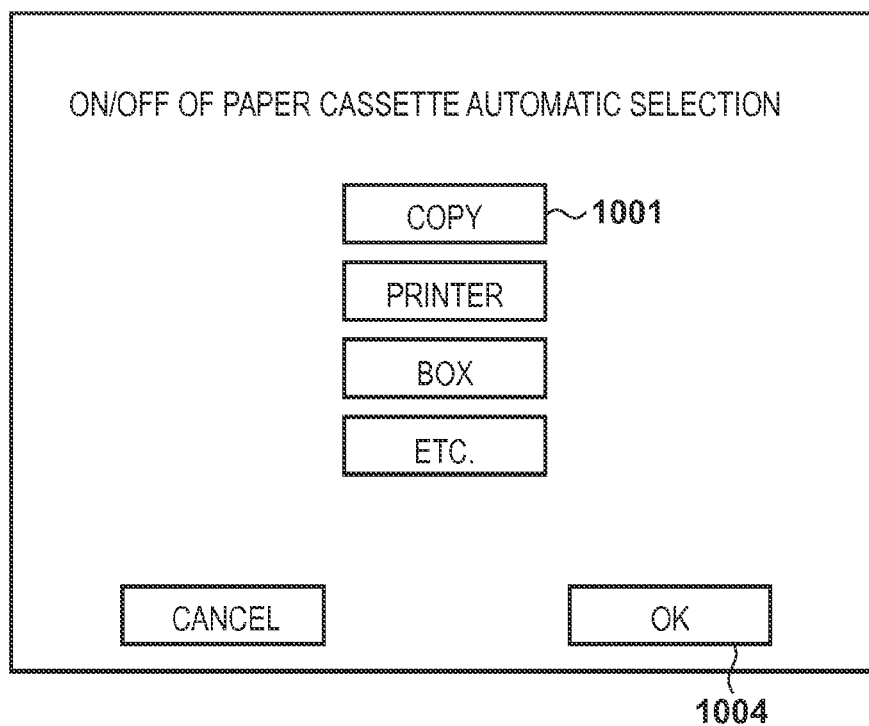 ON/OFF OF PAPER CASSETTE AUTOMATIC SELECTION
COPY 1001
PRINTER
BOX
ETC.
CANCEL OK
1004